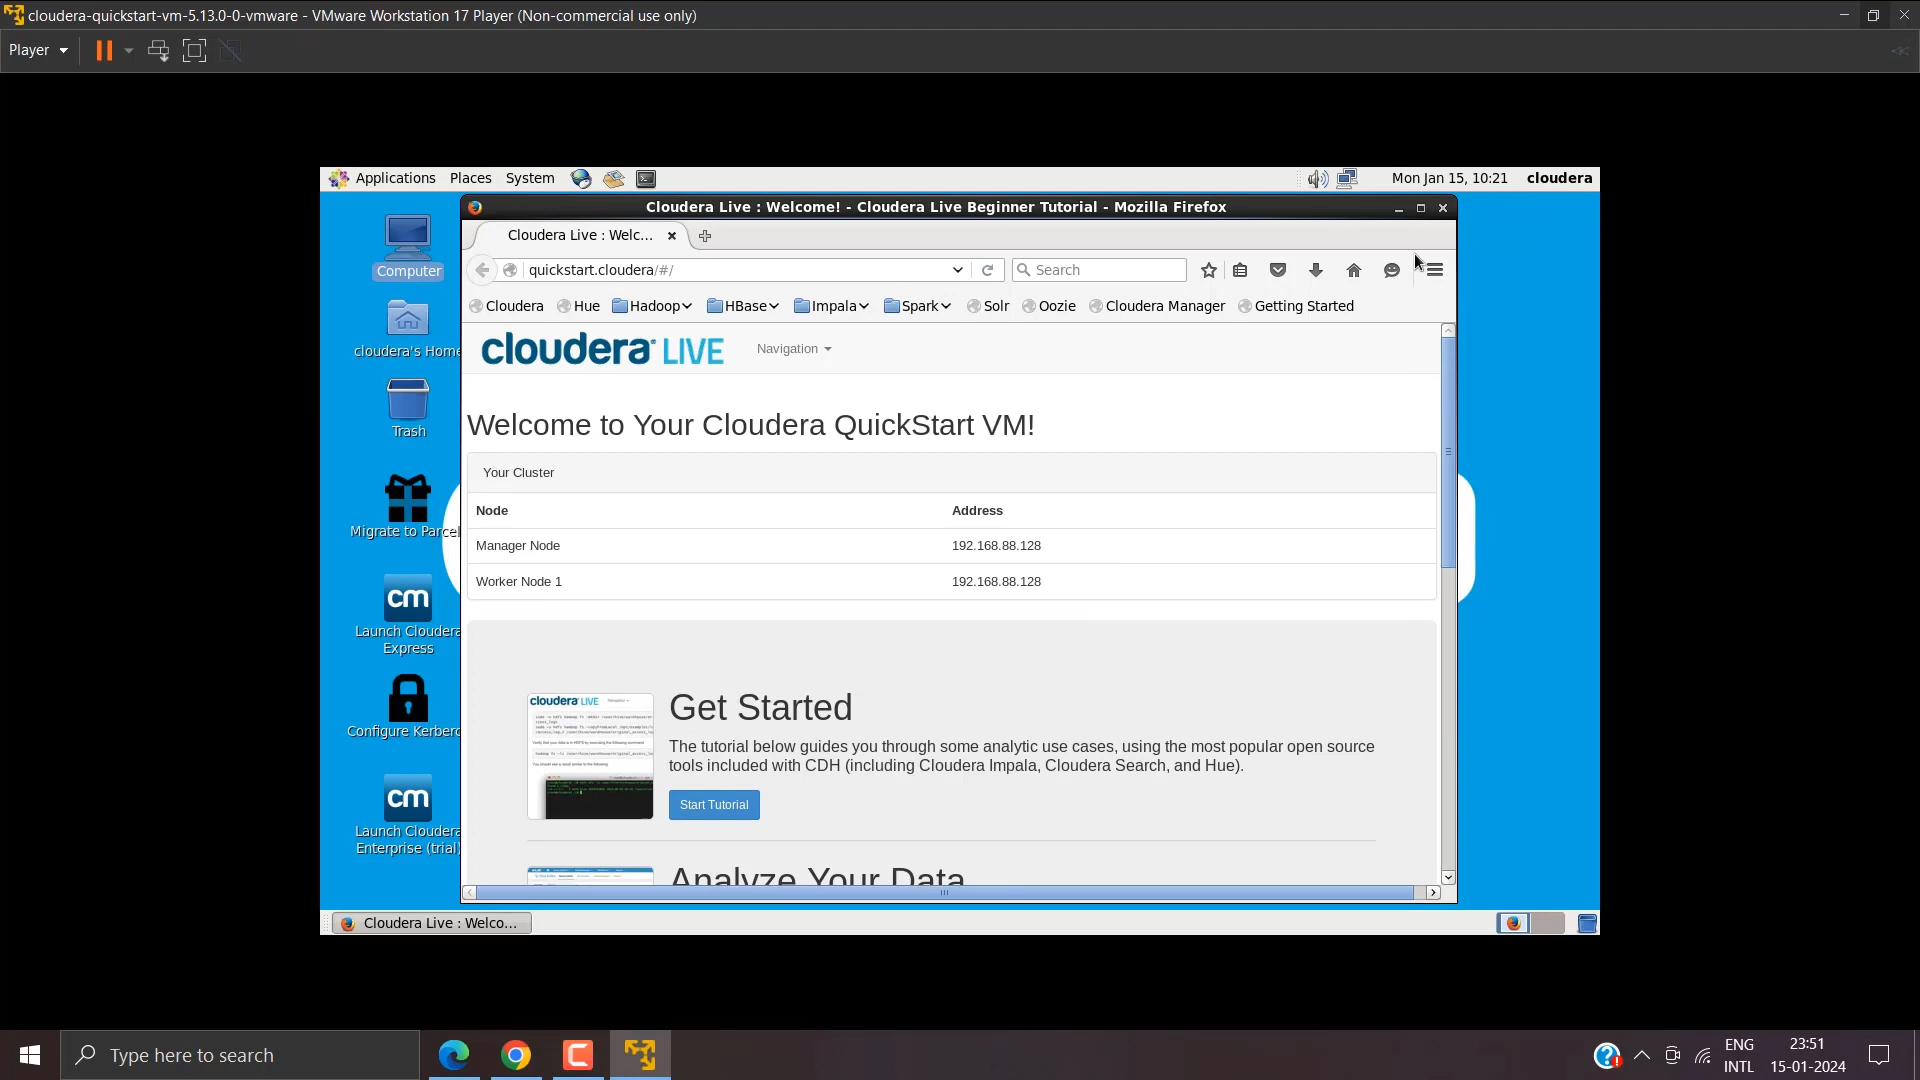 cloudera-quickstart-vm-5.13.0-0-vmware - VMware Workstation 17 Player (Non-commercial use only)
Player
Applications Places System
Mon Jan 15, 10:21 cloudera
Cloudera Live : Welcome! - Cloudera Live Beginner Tutorial - Mozilla Firefox
Cloudera Live : Welc...
quickstart.cloudera/#/
Search
Cloudera Hue Hadoop HBase Impala Spark Solr Oozie Cloudera Manager Getting Started
cloudera LIVE
Navigation
Computer
cloudera's Home
Trash
Migrate to Parcel
cm
Launch Cloudera
Express
Configure Kerbero
cm
Launch Cloudera
Enterprise (trial)
Welcome to Your Cloudera QuickStart VM!
Your Cluster
Node Address
Manager Node 192.168.88.128
Worker Node 1 192.168.88.128
cloudera LIVE
Get Started
The tutorial below guides you through some analytic use cases, using the most popular open source
tools included with CDH (including Cloudera Impala, Cloudera Search, and Hue).
Start Tutorial
Analyze Your Data
Cloudera Live : Welco...
Type here to search
ENG
INTL
23:51
15-01-2024